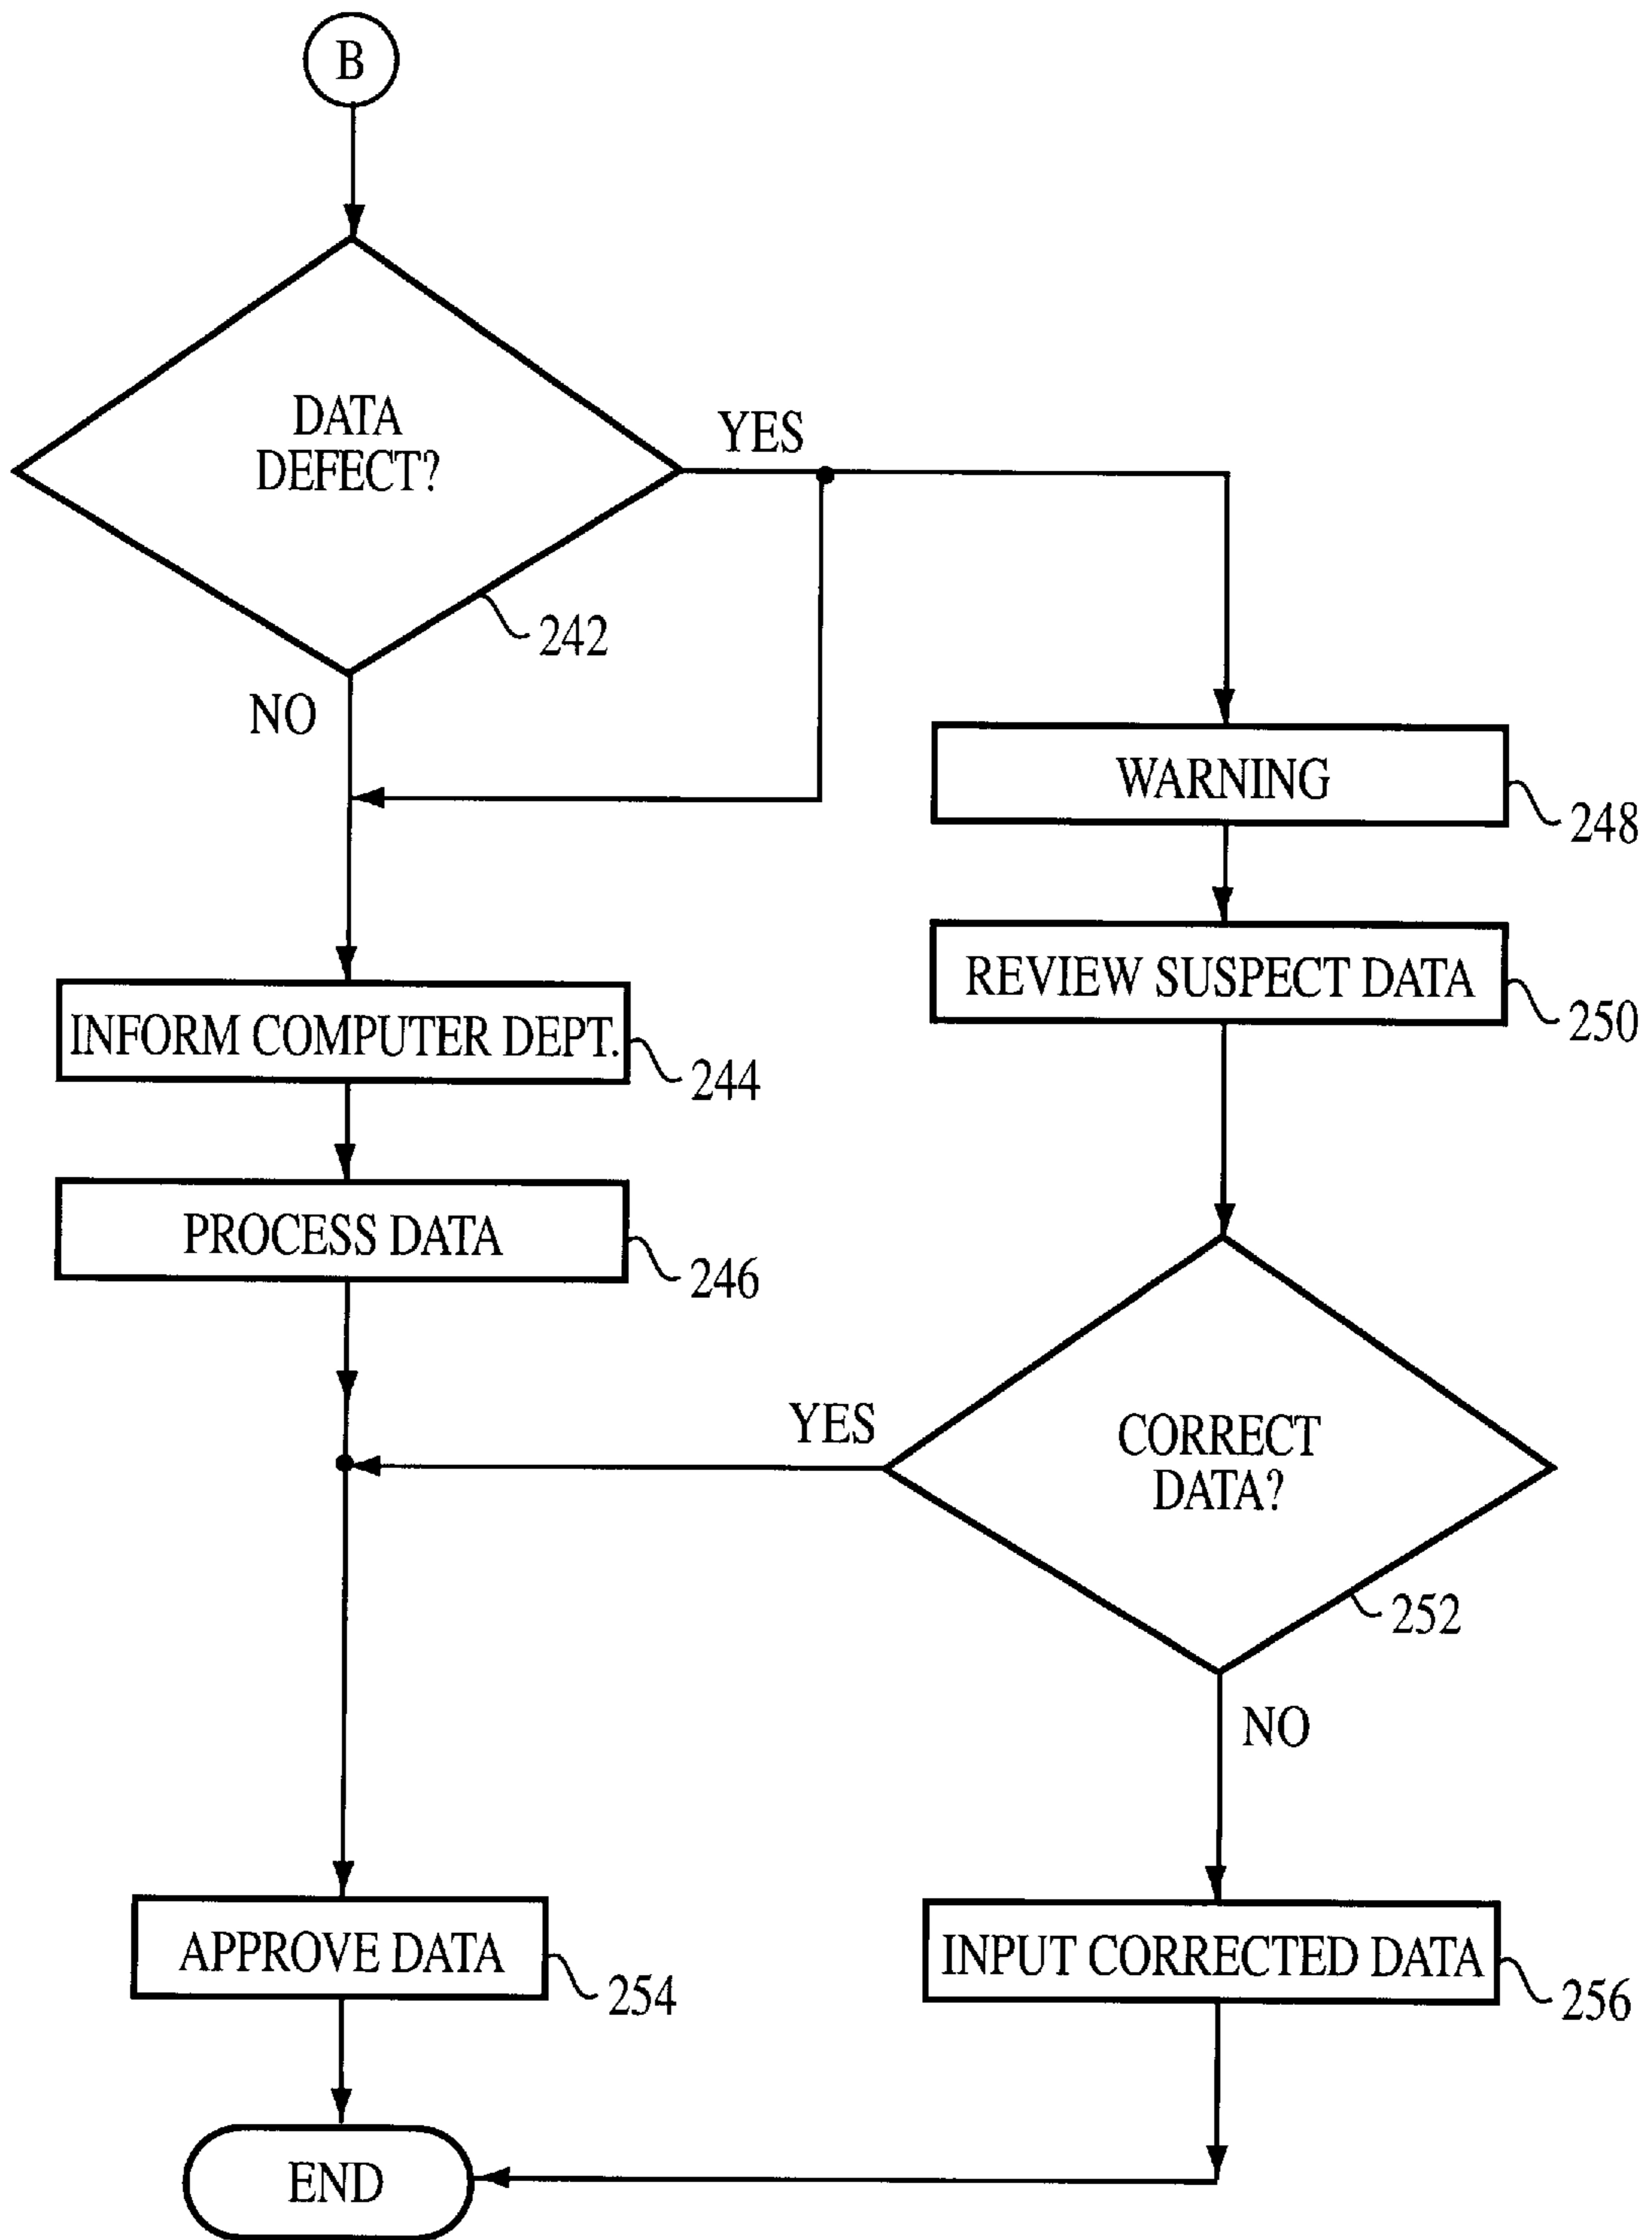 B
DATA
DEFECT?
YES
242
NO
WARNING
248
REVIEW SUSPECT DATA
250
INFORM COMPUTER DEPT.
244
PROCESS DATA
246
YES
CORRECT
DATA?
252
NO
APPROVE DATA
254
INPUT CORRECTED DATA
256
END